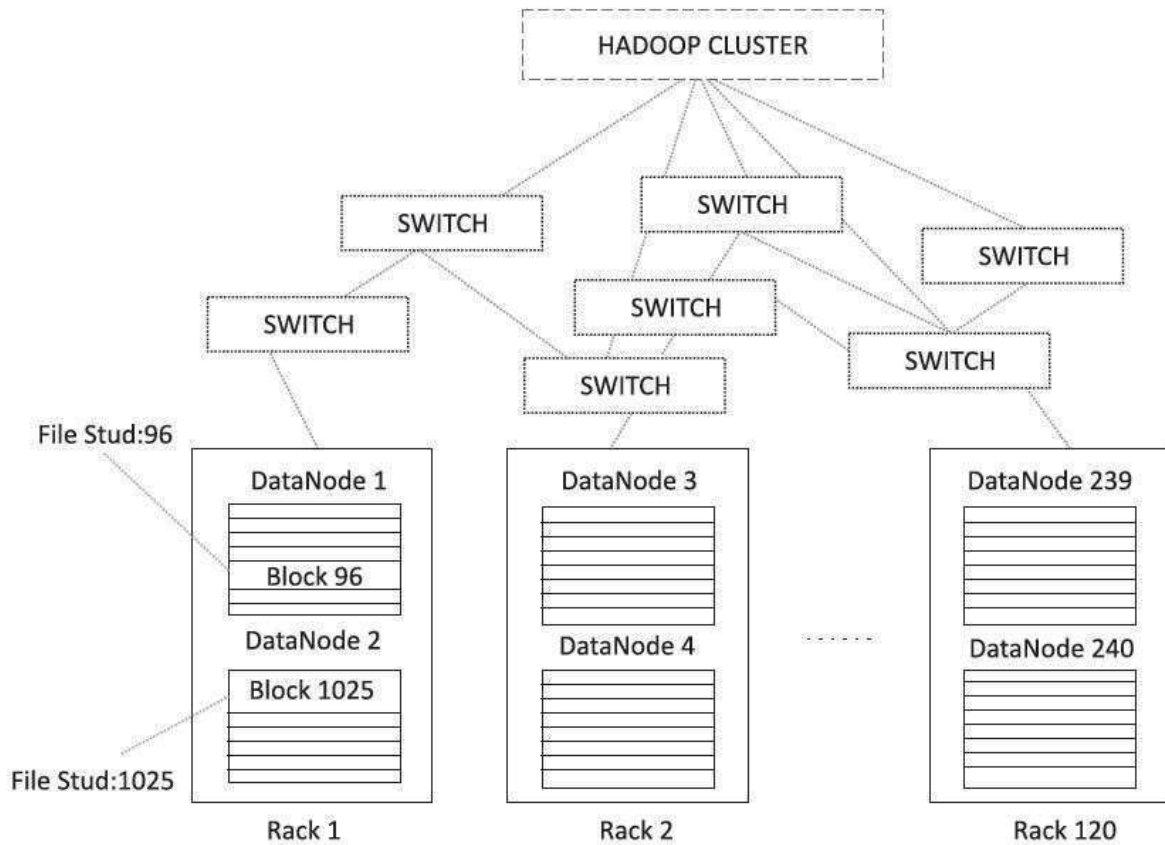 HADOOP CLUSTER
SWITCH
SWITCH
SWITCH
SWITCH
SWITCH
SWITCH
SWITCH
File Stud:96
DataNode 1
Block 96
DataNode 2
Block 1025
File Stud:1025
Rack 1
DataNode 3
DataNode 4
Rack 2
......
DataNode 239
DataNode 240
Rack 120